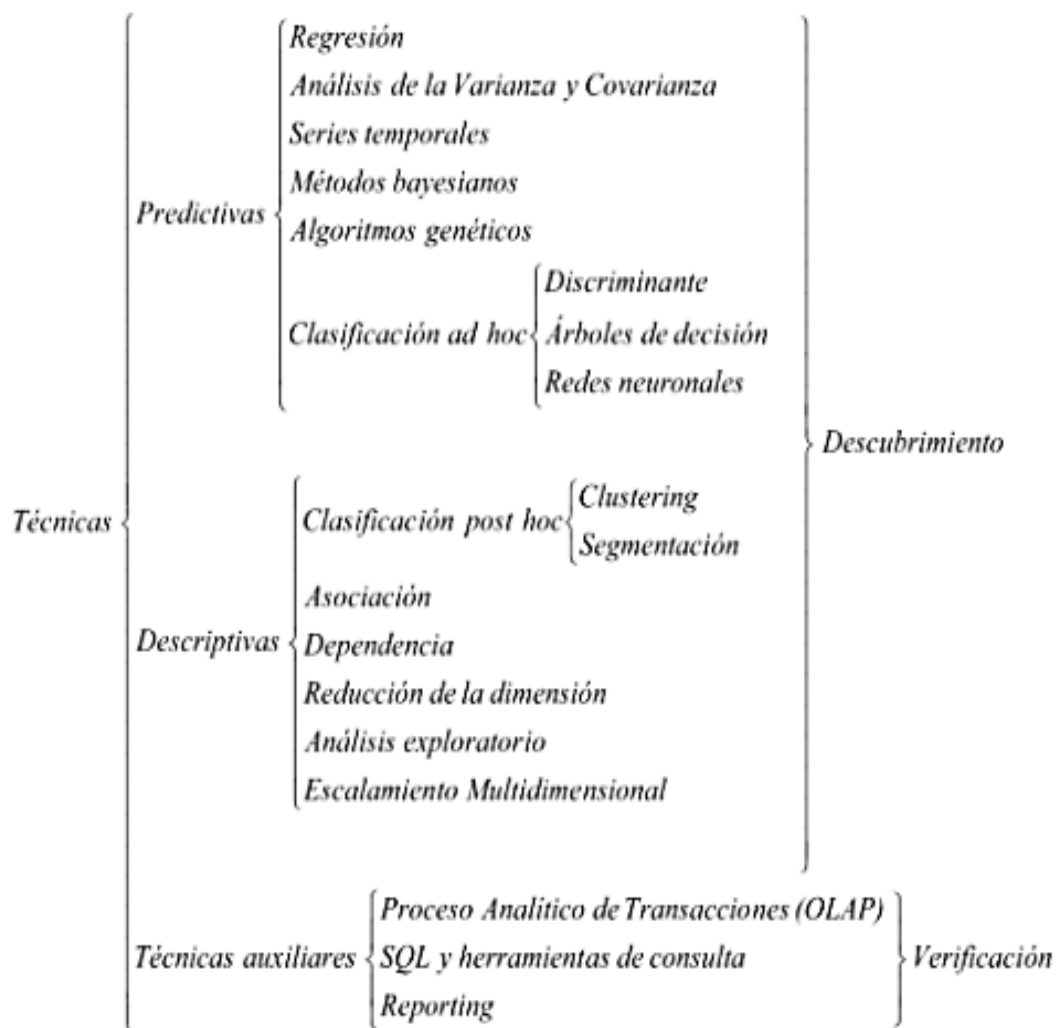 Técnicas
Predictivas
Regresión
Análisis de la Varianza y Covarianza
Series temporales
Métodos bayesianos
Algoritmos genéticos
Clasificación ad hoc
Discriminante
Árboles de decisión
Redes neuronales
Descriptivas
Clasificación post hoc
Clustering
Segmentación
Asociación
Dependencia
Reducción de la dimensión
Análisis exploratorio
Escalamiento Multidimensional
Descubrimiento
Técnicas auxiliares
Proceso Analítico de Transacciones (OLAP)
SQL y herramientas de consulta
Reporting
Verificación